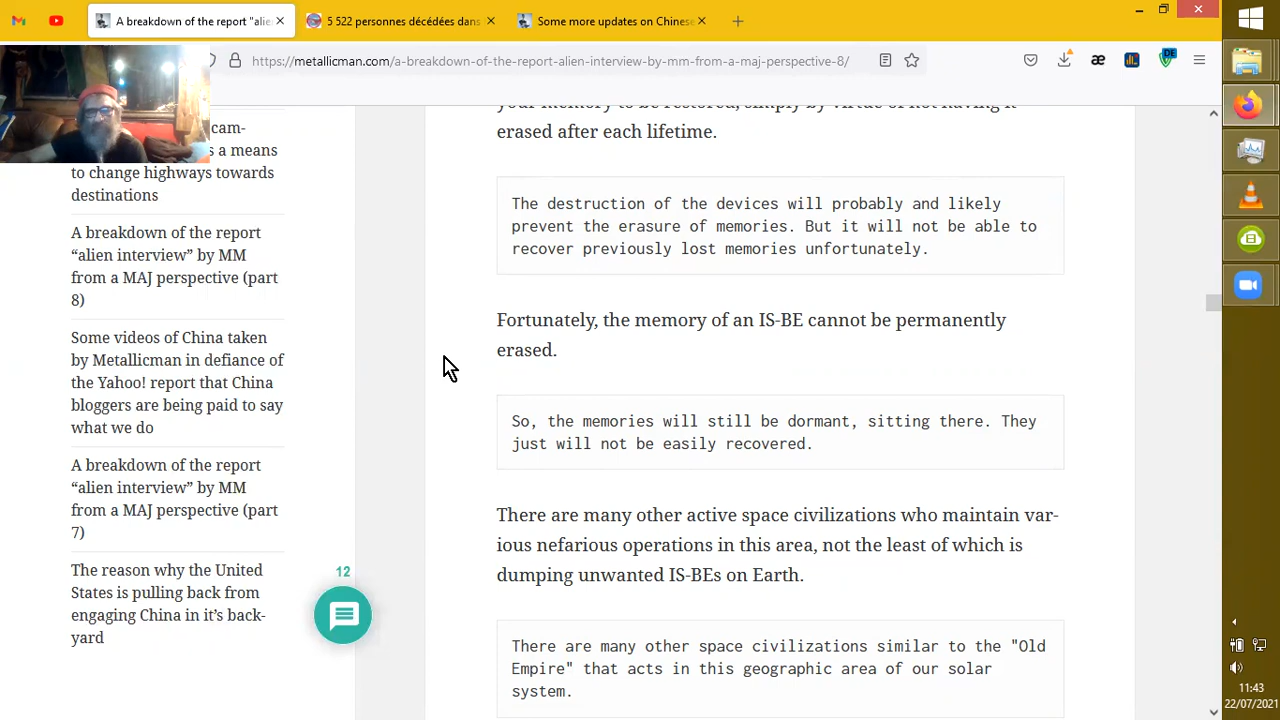 A breakdown of the report "alie
5 522 personnes décédées dans
Some more updates on Chinese
https://metallicman.com/a-breakdown-of-the-r alien-interview-by-mm-from-a-maj-perspective-8/
DE
cam-
s a means
to change highways towards
destinations
A breakdown of the report
“alien interview” by MM
from a MAJ perspective (part
8)
Some videos of China taken
by Metallicman in defiance of
the Yahoo! report that China
bloggers are being paid to say
what we do
A breakdown of the report
“alien interview” by MM
from a MAJ perspective (part
7)
The reason why the United
States is pulling back from
engaging China in it’s back-
yard
12
your memory to be restored, simply by virtue of not having it
erased after each lifetime.
The destruction of the devices will probably and likely
prevent the erasure of memories. But it will not be able to
recover previously lost memories unfortunately.
Fortunately, the memory of an IS-BE cannot be permanently
erased.
So, the memories will still be dormant, sitting there. They
just will not be easily recovered.
There are many other active space civilizations who maintain var-
ious nefarious operations in this area, not the least of which is
dumping unwanted IS-BEs on Earth.
There are many other space civilizations similar to the "Old
Empire" that acts in this geographic area of our solar
system.
11:43
22/07/2021